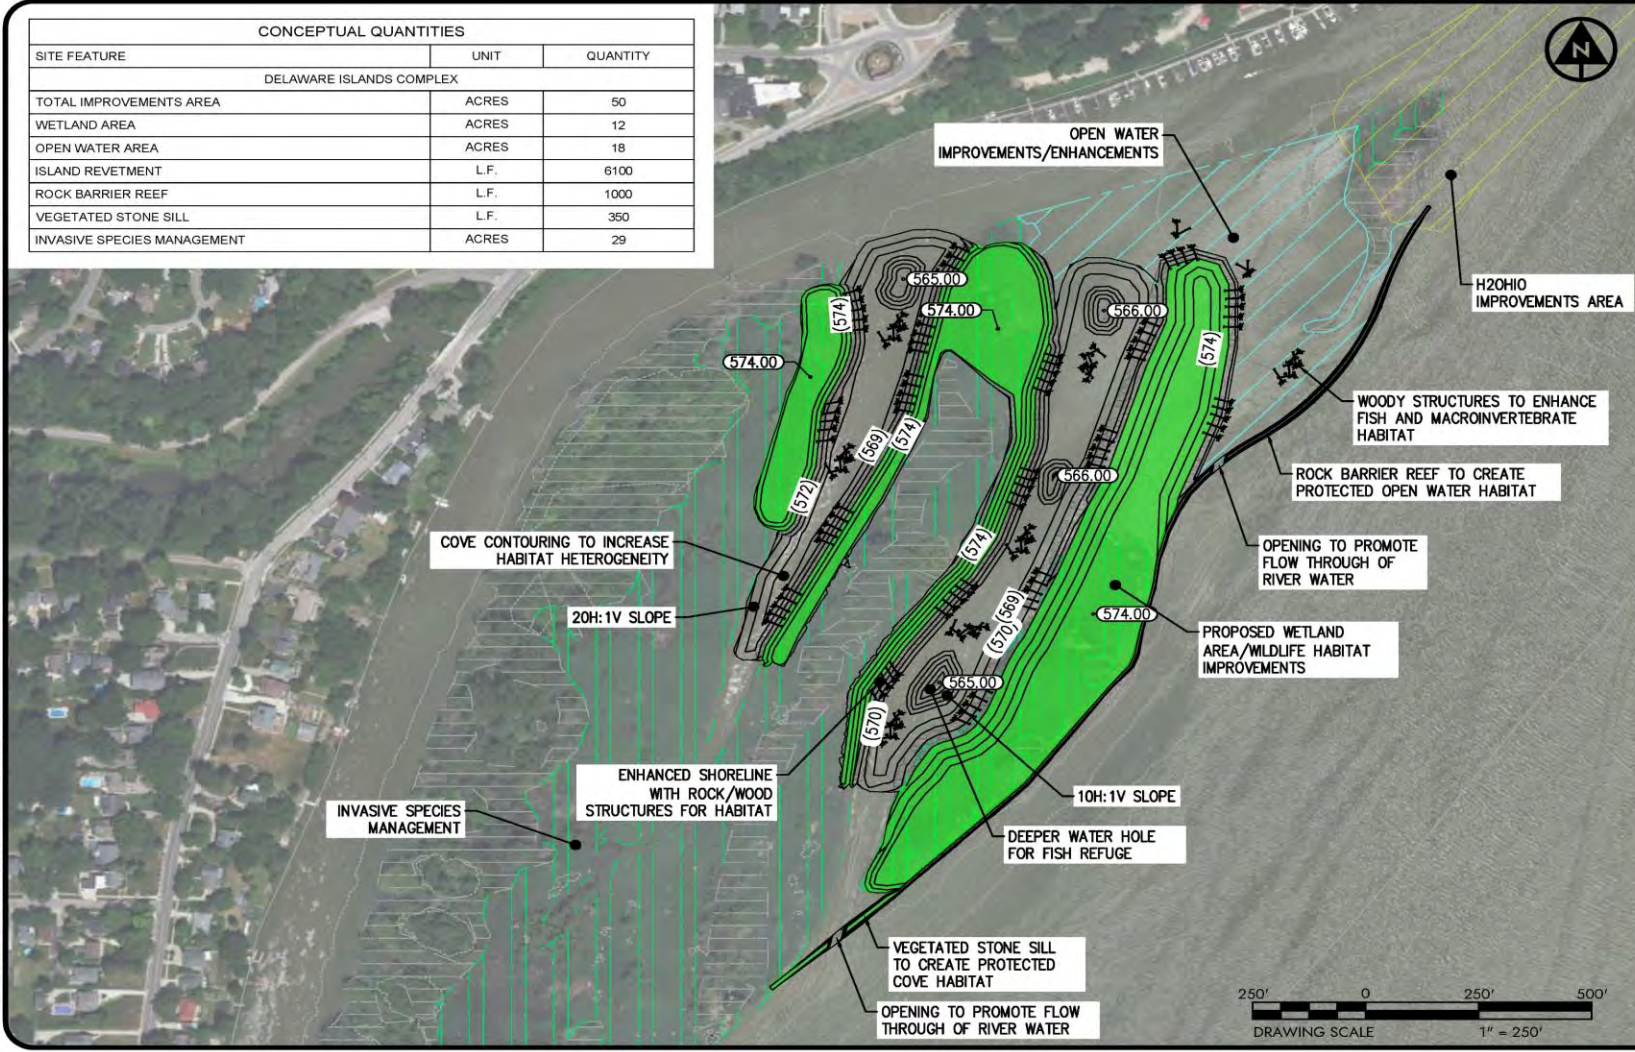 CONCEPTUAL QUANTITIES
SITE FEATURE UNIT QUANTITY
DELAWARE ISLANDS COMPLEX
TOTAL IMPROVEMENTS AREA ACRES 50
WETLAND AREA ACRES 12
OPEN WATER AREA ACRES 18
ISLAND REVETMENT L.F. 6100
ROCK BARRIER REEF L.F. 1000
VEGETATED STONE SILL L.F. 350
INVASIVE SPECIES MANAGEMENT ACRES 29
N
OPEN WATER
IMPROVEMENTS/ENHANCEMENTS
H2OHIO
IMPROVEMENTS AREA
565.00
574.00
566.00
(574)
(574)
574.00
WOODY STRUCTURES TO ENHANCE
FISH AND MACROINVERTEBRATE
HABITAT
(569)
(574)
566.00
ROCK BARRIER REEF TO CREATE
PROTECTED OPEN WATER HABITAT
(572)
COVE CONTOURING TO INCREASE
HABITAT HETEROGENEITY
(574)
OPENING TO PROMOTE
FLOW THROUGH OF
RIVER WATER
20H:1V SLOPE
(569)
(570)
574.00
PROPOSED WETLAND
AREA/WILDLIFE HABITAT
IMPROVEMENTS
565.00
(570)
ENHANCED SHORELINE
WITH ROCK/WOOD
STRUCTURES FOR HABITAT
10H:1V SLOPE
INVASIVE SPECIES
MANAGEMENT
DEEPER WATER HOLE
FOR FISH REFUGE
VEGETATED STONE SILL
TO CREATE PROTECTED
COVE HABITAT
OPENING TO PROMOTE FLOW
THROUGH OF RIVER WATER
250' 0 250' 500'
DRAWING SCALE 1" = 250'